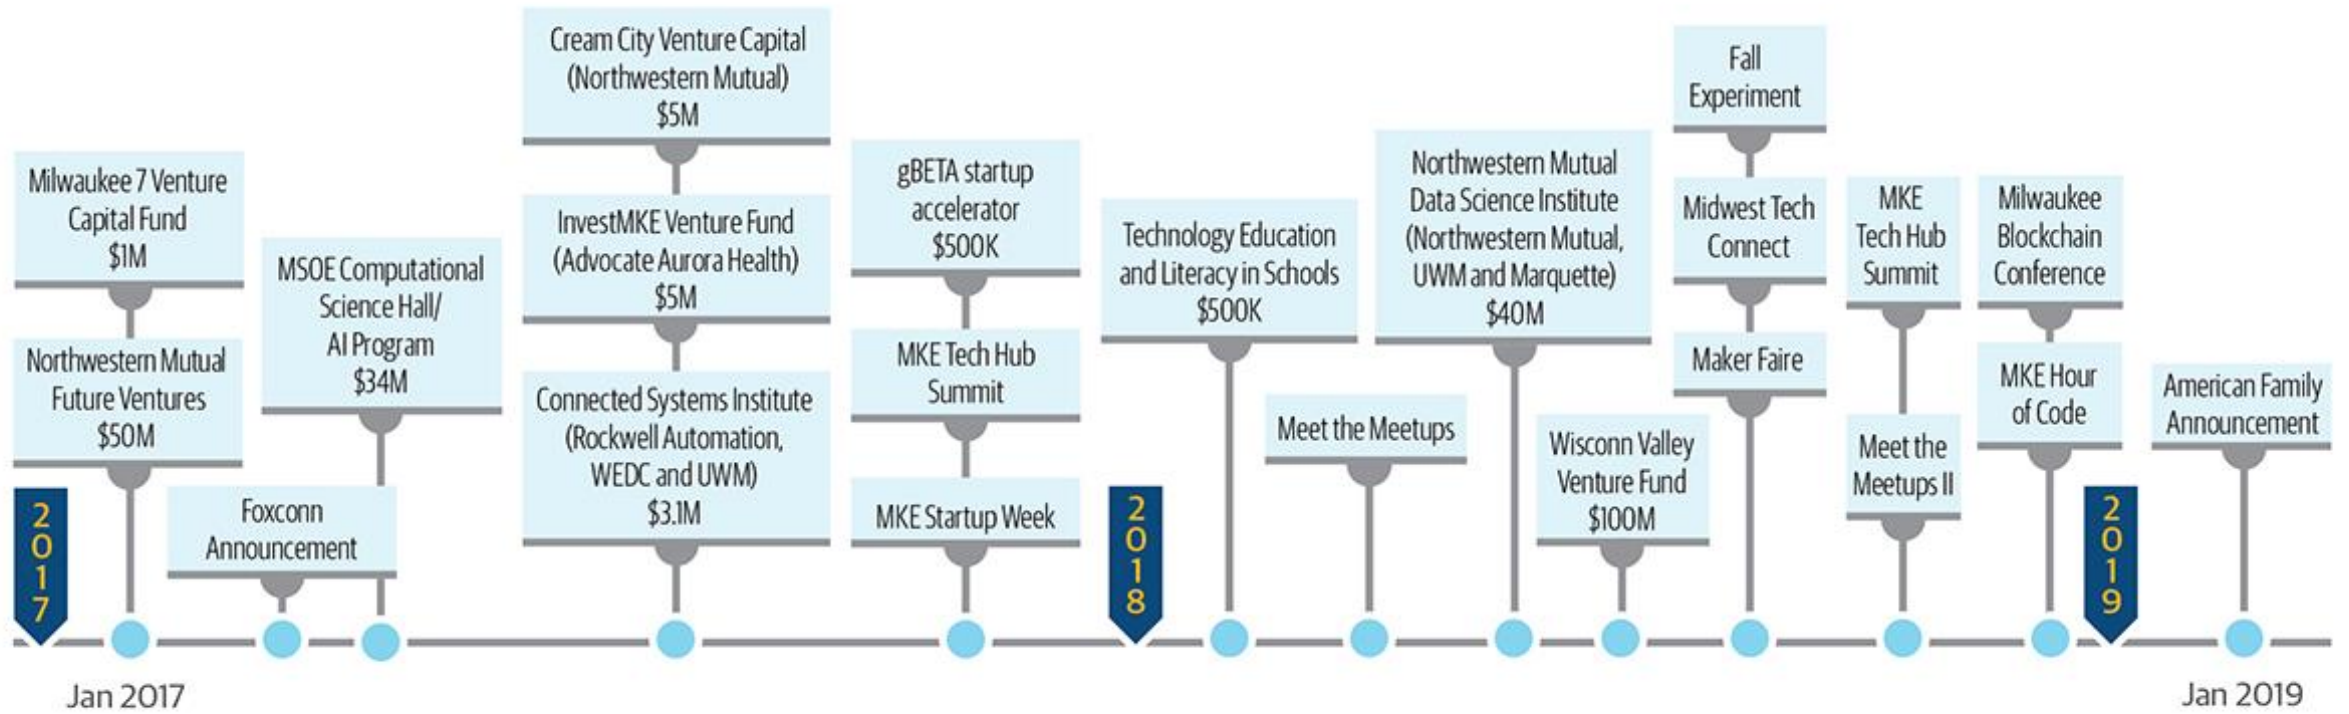 Milwaukee 7 Venture
Capital Fund
$1M
Northwestern Mutual
Future Ventures
$50M
2017
Foxconn
Announcement
MSOE Computational
Science Hall/
AI Program
$34M
Cream City Venture Capital
(Northwestern Mutual)
$5M
InvestMKE Venture Fund
(Advocate Aurora Health)
$5M
Connected Systems Institute
(Rockwell Automation,
WEDC and UWM)
$3.1M
gBETA startup
accelerator
$500K
MKE Tech Hub
Summit
MKE Startup Week
2018
Technology Education
and Literacy in Schools
$500K
Meet the Meetups
Northwestern Mutual
Data Science Institute
(Northwestern Mutual,
UWM and Marquette)
$40M
Wisconn Valley
Venture Fund
$100M
Fall
Experiment
Midwest Tech
Connect
Maker Faire
MKE
Tech Hub
Summit
Meet the
Meetups II
Milwaukee
Blockchain
Conference
MKE Hour
of Code
2019
American Family
Announcement
Jan 2017
Jan 2019